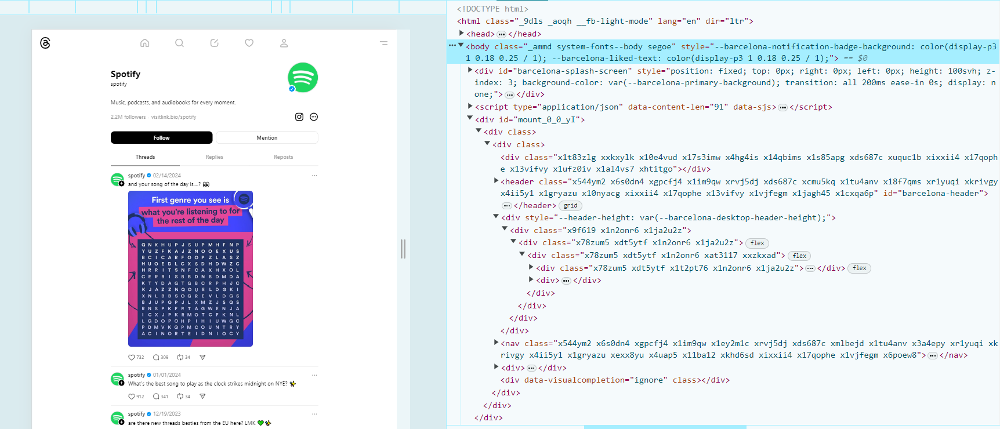 Spotify
spotify
Music, podcasts, and audiobooks for every moment.
2.2M followers · visitlink.bio/spotify
Follow
Mention
Threads
Replies
Reposts
spotify 02/14/2024
and your song of the day is....? 👀
First genre you see is
what you're listening to for
the rest of the day
Q N K H U P J S U P M H F N P
Y U Z F K A J Z N O O E X U S
B C I C A R F O O P Z L A S Z
H U O E D L C X S D H D W Z C
H R R I T S N F C A X H X O L
C E R B I S B B D N B D M D A
K T Y D A G T G B C R P H J C
K J A Z Z N Q O U E L D G K I
X N L B B S O G R E V L D G S
B J U P Q P J L X M Z J S Q S
R N S P K F R T A G W E N J A
I C X J P K R M O T C F K N L
L G D O P O H P I H I U W G C
P D M V K Q P M C O U N T R Y
A C I N O R T E I D N I O C Y
732 309 34
spotify 01/01/2024
What's the best song to play as the clock strikes midnight on NYE? ✨
912 341 34
spotify 12/19/2023
are there new threads besties from the EU here? LMK 💚✨
<!DOCTYPE html>
<html class="_9dls _aoqh __fb-light-mode" lang="en" dir="ltr">
<head> ••• </head>
••• <body class="_ammd system-fonts--body segoe" style="--barcelona-notification-badge-background: color(display-p3
1 0.18 0.25 / 1); --barcelona-liked-text: color(display-p3 1 0.18 0.25 / 1);"> == $0
<div id="barcelona-splash-screen" style="position: fixed; top: 0px; right: 0px; left: 0px; height: 100svh; z-
index: 3; background-color: var(--barcelona-primary-background); transition: all 200ms ease-in 0s; display: n
one;"> ••• </div>
<script type="application/json" data-content-len="91" data-sjs> ••• </script>
<div id="mount_0_0_yI">
<div class>
<div class>
<div class="x1t83zlg xxkxylk x10e4vud x17s3imw x4hg4is x14qbims x1s85apg xds687c xuquc1b xixxii4 x17qoph
e x13vifvy x1ufz0iv x1al4vs7 xhtitgo"></div>
<header class="x544ym2 x6s0dn4 xgpcfj4 x1im9qw xrvj5dj xds687c xcmu5kq x1tu4anv x18f7qms xr1yuqi xkrivgy
x4ii5y1 x1gryazu x10nyacg xixxii4 x17qophe x13vifvy x1vjfegm x1jagh45 x1cxqa6p" id="barcelona-header">
••• </header> grid
<div style="--header-height: var(--barcelona-desktop-header-height);">
<div class="x9f619 x1n2onr6 x1ja2u2z">
<div class="x78zum5 xdt5ytf x1n2onr6 x1ja2u2z"> flex
<div class="x78zum5 xdt5ytf x1n2onr6 xat3117 xxzkxad"> flex
<div class="x78zum5 xdt5ytf x1t2pt76 x1n2onr6 x1ja2u2z"> ••• </div> flex
<div> ••• </div>
</div>
</div>
</div>
</div>
<nav class="x544ym2 x6s0dn4 xgpcfj4 x1im9qw x1ey2m1c xrvj5dj xds687c xmlbejd x1tu4anv x3a4epy xr1yuqi xk
rivgy x4ii5y1 x1gryazu xexx8yu x4uap5 x11ba12 xkhd6sd xixxii4 x17qophe x1vjfegm x6poew8"> ••• </nav>
<div> ••• </div>
<div data-visualcompletion="ignore" class></div>
</div>
</div>
</div>